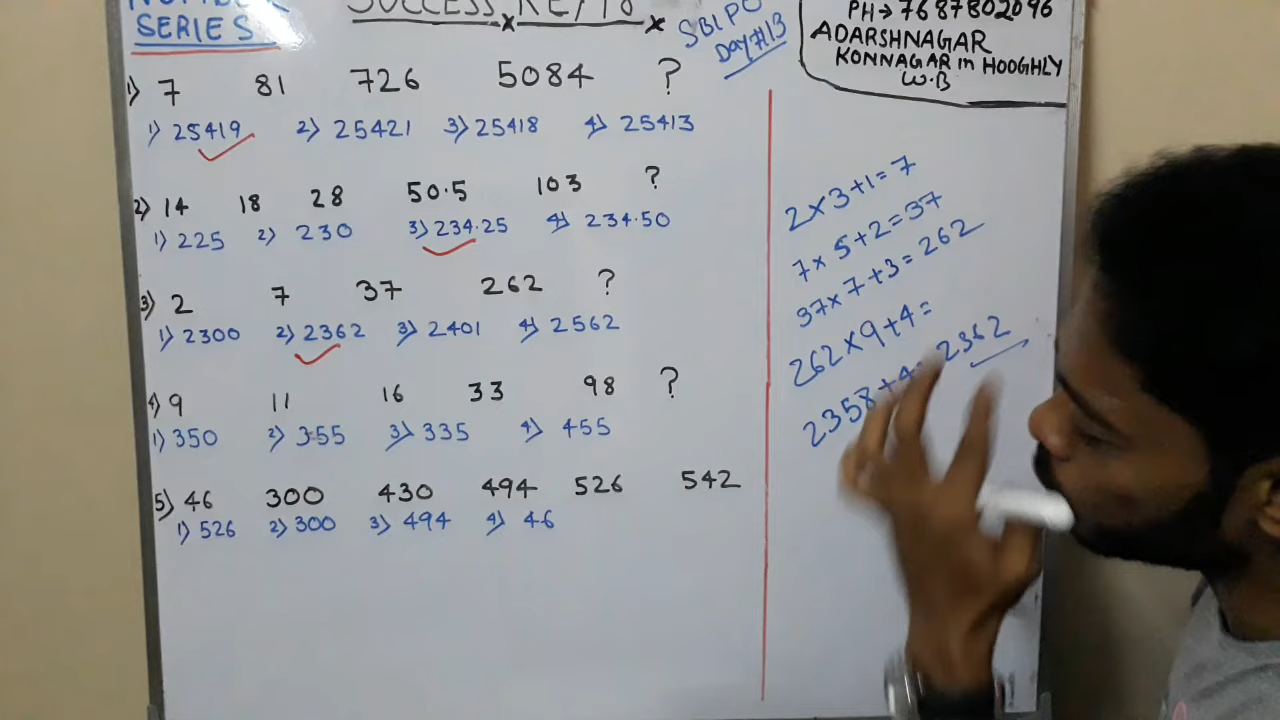 NUMBER
SERIES
SUCCESS
SBI PO
Day #13
PH→ 7687802096
ADARSHNAGAR
KONNAGAR in HOOGHLY
W.B
1) 7 81 726 5084 ?
1) 25419 2) 25421 3) 25418 4) 25413
2) 14 18 28 50.5 103 ?
1) 225 2) 230 3) 234.25 4) 234.50
3) 2 7 37 262 ?
1) 2300 2) 2362 3) 2401 4) 2562
4) 9 11 16 33 98 ?
1) 350 2) 355 3) 335 4) 455
5) 46 300 430 494 526 542
1) 526 2) 300 3) 494 4) 46
2×3+1=7
7×5+2=37
37×7+3=262
262×9+4=
2358+4= 2362